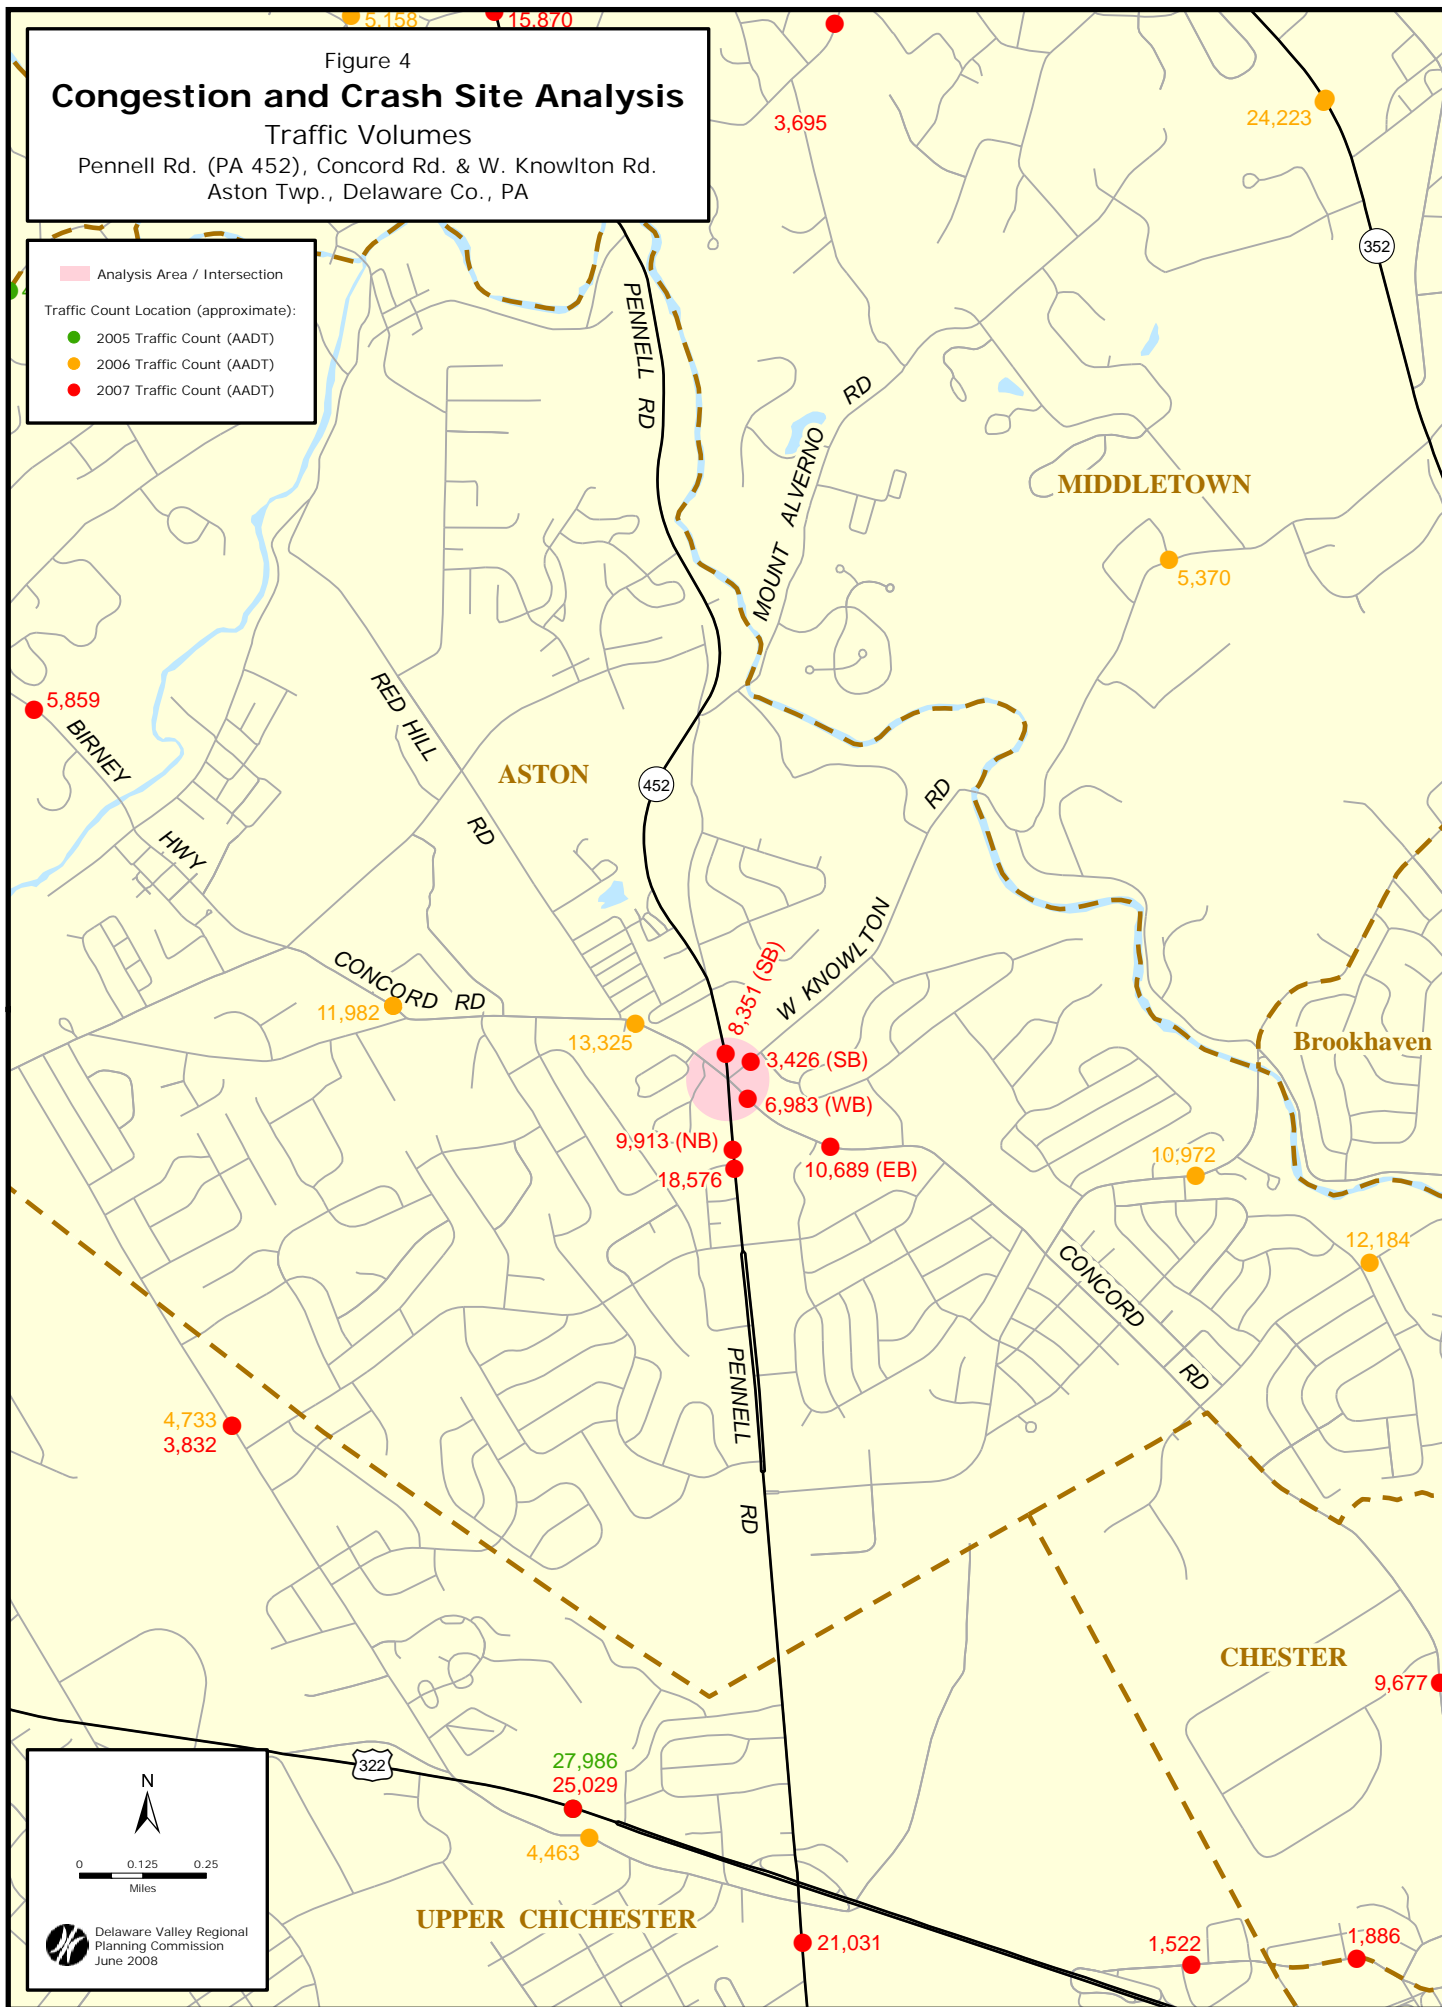 5,158
15,870
Figure 4
Congestion and Crash Site Analysis
Traffic Volumes
Pennell Rd. (PA 452), Concord Rd. & W. Knowlton Rd.
Aston Twp., Delaware Co., PA
3,695
24,223
352
Analysis Area / Intersection
Traffic Count Location (approximate):
2005 Traffic Count (AADT)
2006 Traffic Count (AADT)
2007 Traffic Count (AADT)
PENNELL RD
MOUNT ALVERNO RD
MIDDLETOWN
5,370
5,859
BIRNEY HWY
RED HILL RD
ASTON
452
W KNOWLTON RD
CONCORD RD
11,982
13,325
8,351 (SB)
3,426 (SB)
6,983 (WB)
Brookhaven
9,913 (NB)
18,576
10,689 (EB)
10,972
12,184
CONCORD RD
PENNELL RD
4,733
3,832
CHESTER
9,677
322
27,986
25,029
4,463
UPPER CHICHESTER
21,031
1,522
1,886
N
0 0.125 0.25
Miles
Delaware Valley Regional
Planning Commission
June 2008